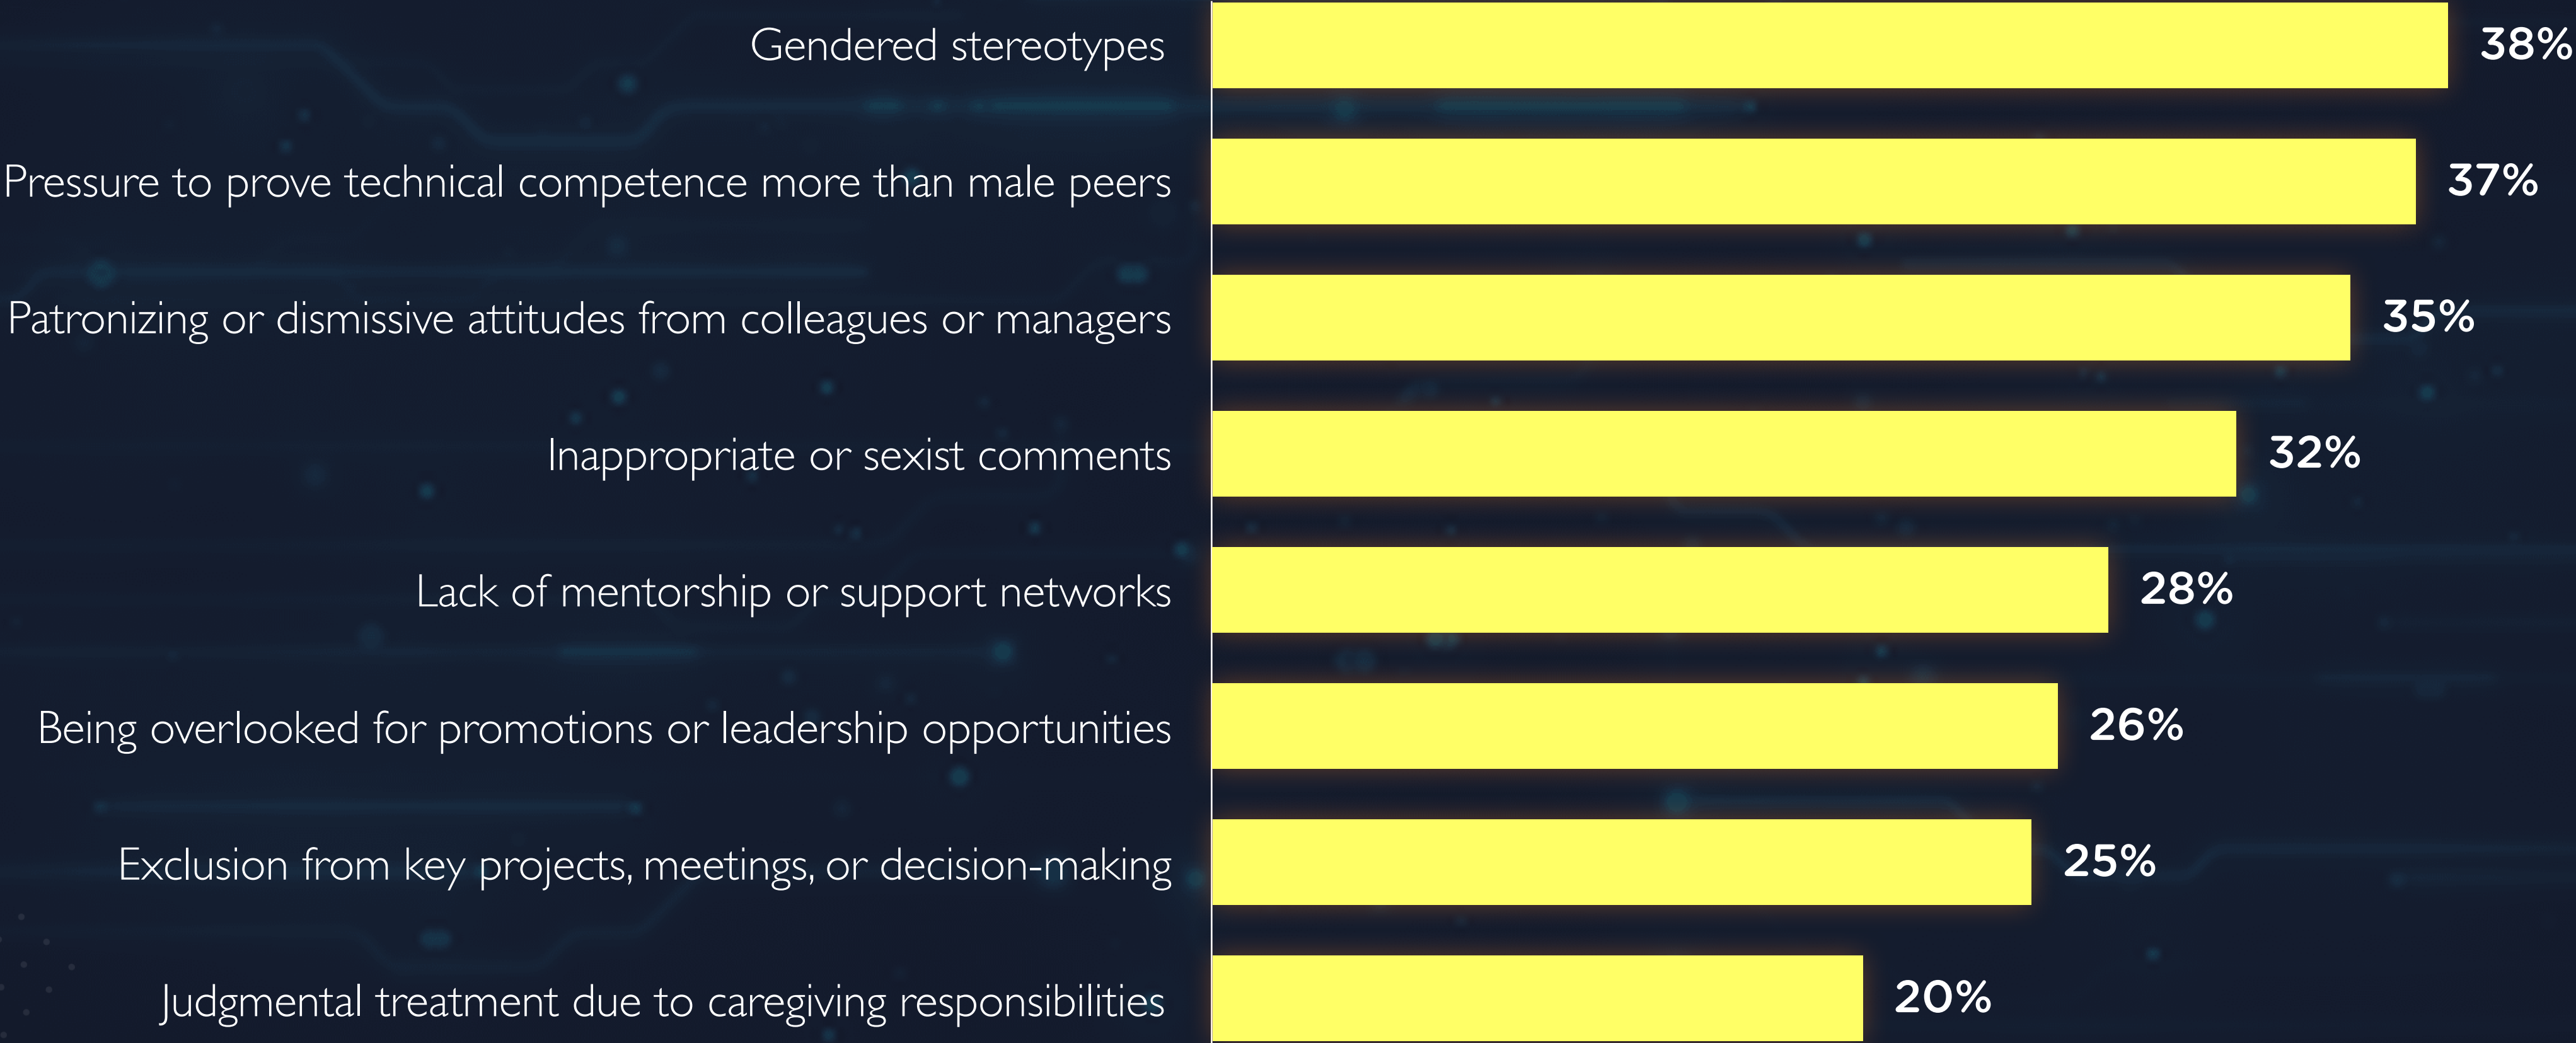 Gendered stereotypes 38%
Pressure to prove technical competence more than male peers 37%
Patronizing or dismissive attitudes from colleagues or managers 35%
Inappropriate or sexist comments 32%
Lack of mentorship or support networks 28%
Being overlooked for promotions or leadership opportunities 26%
Exclusion from key projects, meetings, or decision-making 25%
Judgmental treatment due to caregiving responsibilities 20%